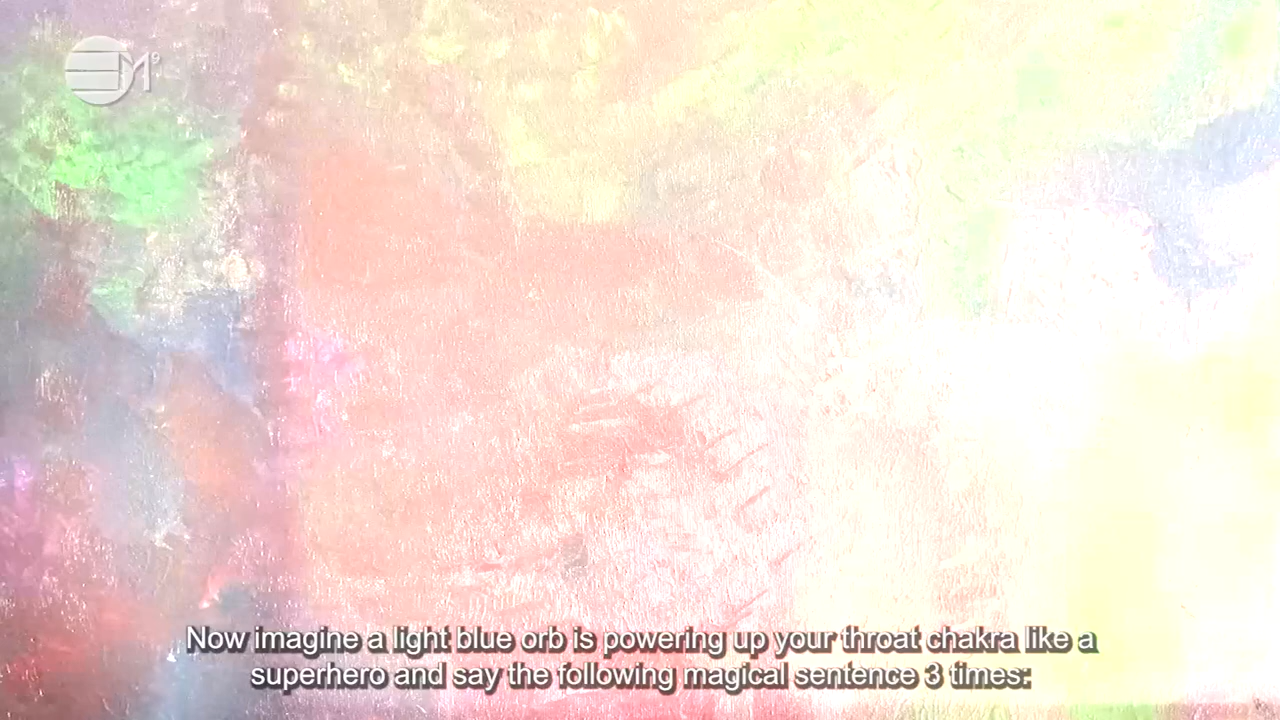 EM9
Now imagine a light blue orb is powering up your throat chakra like a
superhero and say the following magical sentence 3 times: